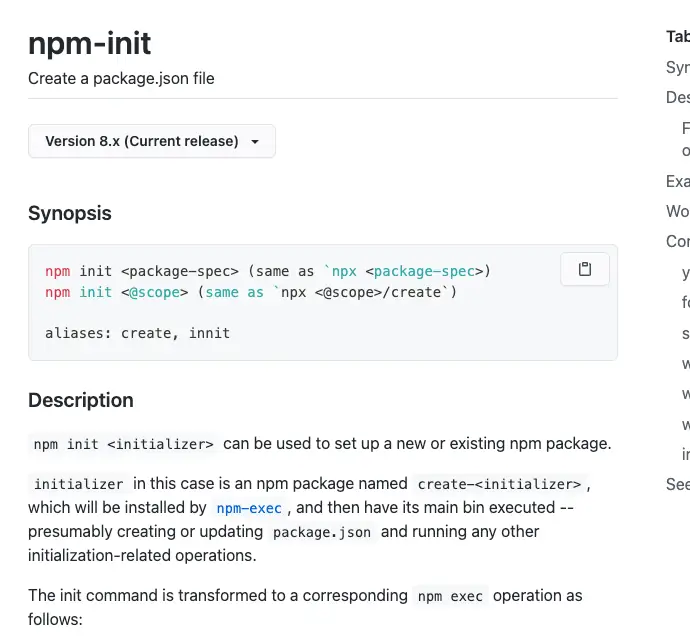 npm-init
Create a package.json file
Version 8.x (Current release)
Synopsis
npm init <package-spec> (same as `npx <package-spec>)
npm init <@scope> (same as `npx <@scope>/create`)
aliases: create, innit
Description
npm init <initializer> can be used to set up a new or existing npm package.
initializer in this case is an npm package named create-<initializer>,
which will be installed by npm-exec, and then have its main bin executed --
presumably creating or updating package.json and running any other
initialization-related operations.
The init command is transformed to a corresponding npm exec operation as
follows:
Tab
Syn
Des
F
o
Exa
Wo
Cor
y
fo
s
w
w
w
ir
See